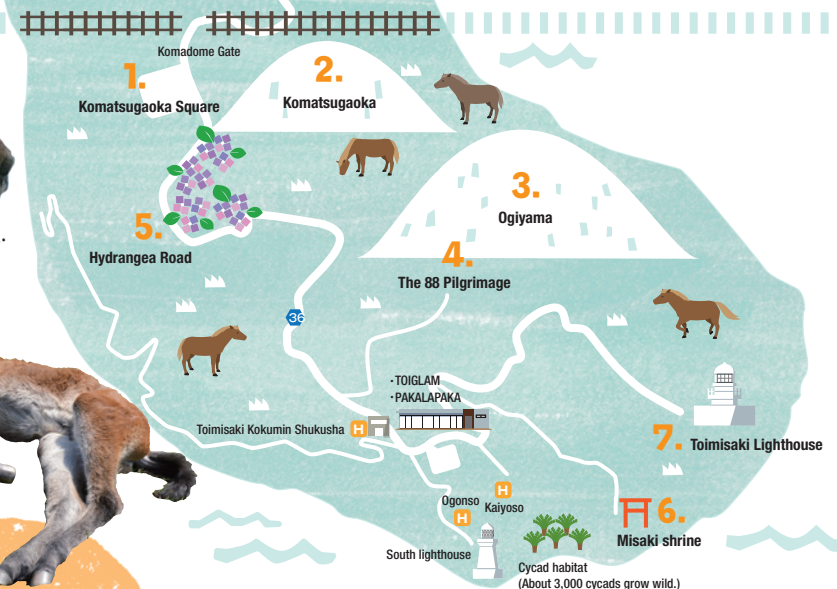 Komadome Gate
1.
Komatsugaoka Square
2.
Komatsugaoka
3.
Ogiyama
4.
The 88 Pilgrimage
5.
Hydrangea Road
36
・TOIGLAM
・PAKALAPAKA
Toimisaki Kokumin Shukusha
H
7. Toimisaki Lighthouse
H
Kaiyoso
Ogonso
H
6.
Misaki shrine
South lighthouse
Cycad habitat
(About 3,000 cycads grow wild.)
.